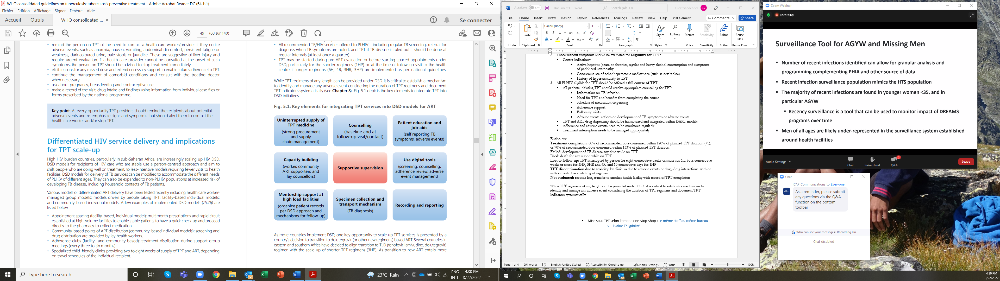 WHO consolidated guidelines on tuberculosis: tuberculosis preventive treatment - Adobe Acrobat Reader DC (64-bit)
Fichier Edition Affichage Signer Fenêtre Aide
Accueil Outils WHO consolidated ... × Se connecter
49 (60 sur 140)
remind the person on TPT of the need to contact a health care worker/provider if they notice
adverse events, such as anorexia, nausea, vomiting, abdominal discomfort, persistent fatigue or
weakness, dark-coloured urine, pale stools or jaundice. These are suggestive of liver injury and
require urgent evaluation. If a health care provider cannot be consulted at the onset of such
symptoms, the person on TPT should be advised to stop treatment immediately.
• elicit reasons for any missed dose and extend necessary support to enable future adherence to TPT.
• continue the management of comorbid conditions and consult with the treating doctor
when necessary.
• ask about pregnancy, breastfeeding and contraceptive use.
• make a record of the visit, drug intake and findings using information from individual case files or
forms prescribed by the national programme.
Key point: At every opportunity TPT providers should remind the recipients about potential
adverse events and re-emphasize signs and symptoms that should alert them to contact the
health care worker and/or stop TPT.
Differentiated HIV service delivery and implications
for TPT scale-up
High HIV burden countries, particularly in sub-Saharan Africa, are increasingly scaling up HIV DSD.
DSD models for recipients of HIV care who are stable use a person-centred approach and aim to
shift people who are doing well on treatment, to less-intensive models requiring fewer visits to health
facilities. DSD models for delivery of TB services can be modified to accommodate the different needs
of PLHIV of different ages. They can also be expanded to non-PLHIV populations at increased risk of
developing TB disease, including household contacts of TB patients.
Various models of differentiated ART delivery have been tested recently including health care worker-
managed group models; models driven by people taking TPT; facility-based individual models;
and community-based individual models. A few examples of implemented DSD models (75,76) are
listed below.
• Appointment spacing (facility-based, individual model): multimonth prescriptions and rapid circuit
established at high-volume facilities to enable stable patients to have a quick check-up and proceed
directly to the pharmacy to collect medication.
• Community-based points of ART distribution (community-based individual models): screening and
drug distribution are provided by lay health workers.
• Adherence clubs (facility- and community-based): treatment distribution during support group
meetings (every three to six months).
• Specialized child-friendly clinics providing two to eight weeks of supply of TPT and ART, depending
on travel schedules of the individual recipient.
• All recommended TB/HIV services offered to PLHIV – including regular TB screening, referral for
diagnosis when TB symptoms are noted, and TPT if TB disease is ruled out – should be done at
regular intervals (at least once a quarter).
• TPT may be started during pre-ART evaluation or before starting spaced appointments under
DSD, particularly for the shorter regimens (1HP) or at the time of follow-up visit to the health
centre if longer regimens (6H, 4R, 3HR, 3HP) are implemented as per national guidelines.
While TPT regimens of any length can be provided under DSD, it is critical to establish a mechanism
to identify and manage any adverse event considering the duration of TPT regimens and document
TPT indicators systematically (see Chapter 8). Fig. 5.1 depicts the key elements to integrate TPT into
DSD initiatives.
Fig. 5.1: Key elements for integrating TPT services into DSD models for ART
Uninterrupted supply of
TPT medicine
(strong procurement
and supply
chain management)
Counselling
(baseline and at
follow-up visit/contact)
Patient education and
job-aids
(self reporting TB
symptoms, adverse events)
Capacity building
(worker, community
ART supporters and
lay counsellors)
Supportive supervision
Use digital tools
(screening, counselling,
adherence review, adverse
event management)
Mentorship support at
high load facilities
(organize patient records
per DSD approach and
mechanisms for follow-up)
Specimen collection and
transport mechanism
(TB diagnosis)
Recording and reporting
As more countries implement DSD, one key opportunity to scale up TPT services is presented by a
country's decision to transition to dolutegravir (or other new regimens) based ART. Several countries in
eastern and southern Africa have decided to align transition to TLD (tenofovir, lamivudine, dolutegravir)
regimen with the scale-up of shorter TPT regimens (3HP). As transition to new ART entails more
Type here to search
23°C Rain
ENG
INTL
4:30 PM
3/22/2022
AutoSave Off Document1 - Word Search (Alt+Q) Greet Vandebriel GV
File Home Insert Draw Design Layout References Mailings Review View Help PDFelement Comments Share
Calibri (Body) 11
Paste Styles Editing Dictate Sensitivity Editor Reuse
Files
Undo Clipboard Font Paragraph Styles Voice Sensitivity Editor Reuse Files
2. Those without symptoms should be evaluated for eligibility for TPT:
▪ Contra-indications:
• Active hepatitis (acute or chronic), regular and heavy alcohol consumption and symptoms
of peripheral neuropathy
• Concurrent use of other hepatotoxic medications (such as nevirapine)
• History of hypersensitivity to TPT
3. All PLHIV eligible for TPT should be offered a full course of TPT
▪ All patients initiating TPT should receive appropriate counseling for TPT:
• Information on TB infection
• Need for TPT and benefits from completing the course
• Schedule of medication dispensing
• Adherence support
• Follow-up visits
• Adverse events, actions on development of TB symptoms or adverse events
▪ TPT and ART drug dispensing should be harmonized and integrated within DART models
▪ Adherence and adverse events need to be monitored regularly
▪ Treatment interruption needs to be managed appropriately
Endpoints:
Treatment completion: 80% of recommended dose consumed within 120% of planned TPT duration (71),
or 90% of recommended dose consumed within 133% of planned TPT duration
Failed: development of TB disease any time while on TPT
Died: death for any reason while on TPT
Lost to follow-up: TPT interrupted by person for eight consecutive weeks or more for 6H, four consecutive
weeks or more for 3HP, 3HR and 4R, and 10 consecutive days for 1HP
TPT discontinuation due to toxicity: by clinician due to adverse events or drug–drug interactions, with or
without restart or switching of regimen
Not evaluated: records lost, transfer to another health facility with record of TPT completion
While TPT regimens of any length can be provided under DSD, it is critical to establish a mechanism to
identify and manage any adverse event considering the duration of TPT regimens and document TPT
indicators systematically
▪ Mise sous TPT selon le mode one-stop-shop ; Le même staff au même bureau
o Évalue l'éligibilité
Page 1 of 4 991 words English (United States) Accessibility: Good to go Display Settings Focus 100%
Zoom Webinar
Recording
Surveillance Tool for AGYW and Missing Men
▪ Number of recent infections identified can allow for granular analysis and
programming complementing PHIA and other source of data
▪ Recent infection surveillance population mimics the HTS population
▪ The majority of recent infections are found in younger women <35, and in
particular AGYW
▪ Recency surveillance is a tool that can be used to monitor impact of DREAMS
programs over time
▪ Men of all ages are likely under-represented in the surveillance system established
around health facilities
Audio Settings Chat Raise Hand Q&A 5 Leave
Chat
ICAP Communications to Everyone
As a reminder, please submit
any questions via the Q&A
function on the bottom
toolbar
Who can see your messages? Recording On
Chat disabled
4:30 PM
3/22/2022